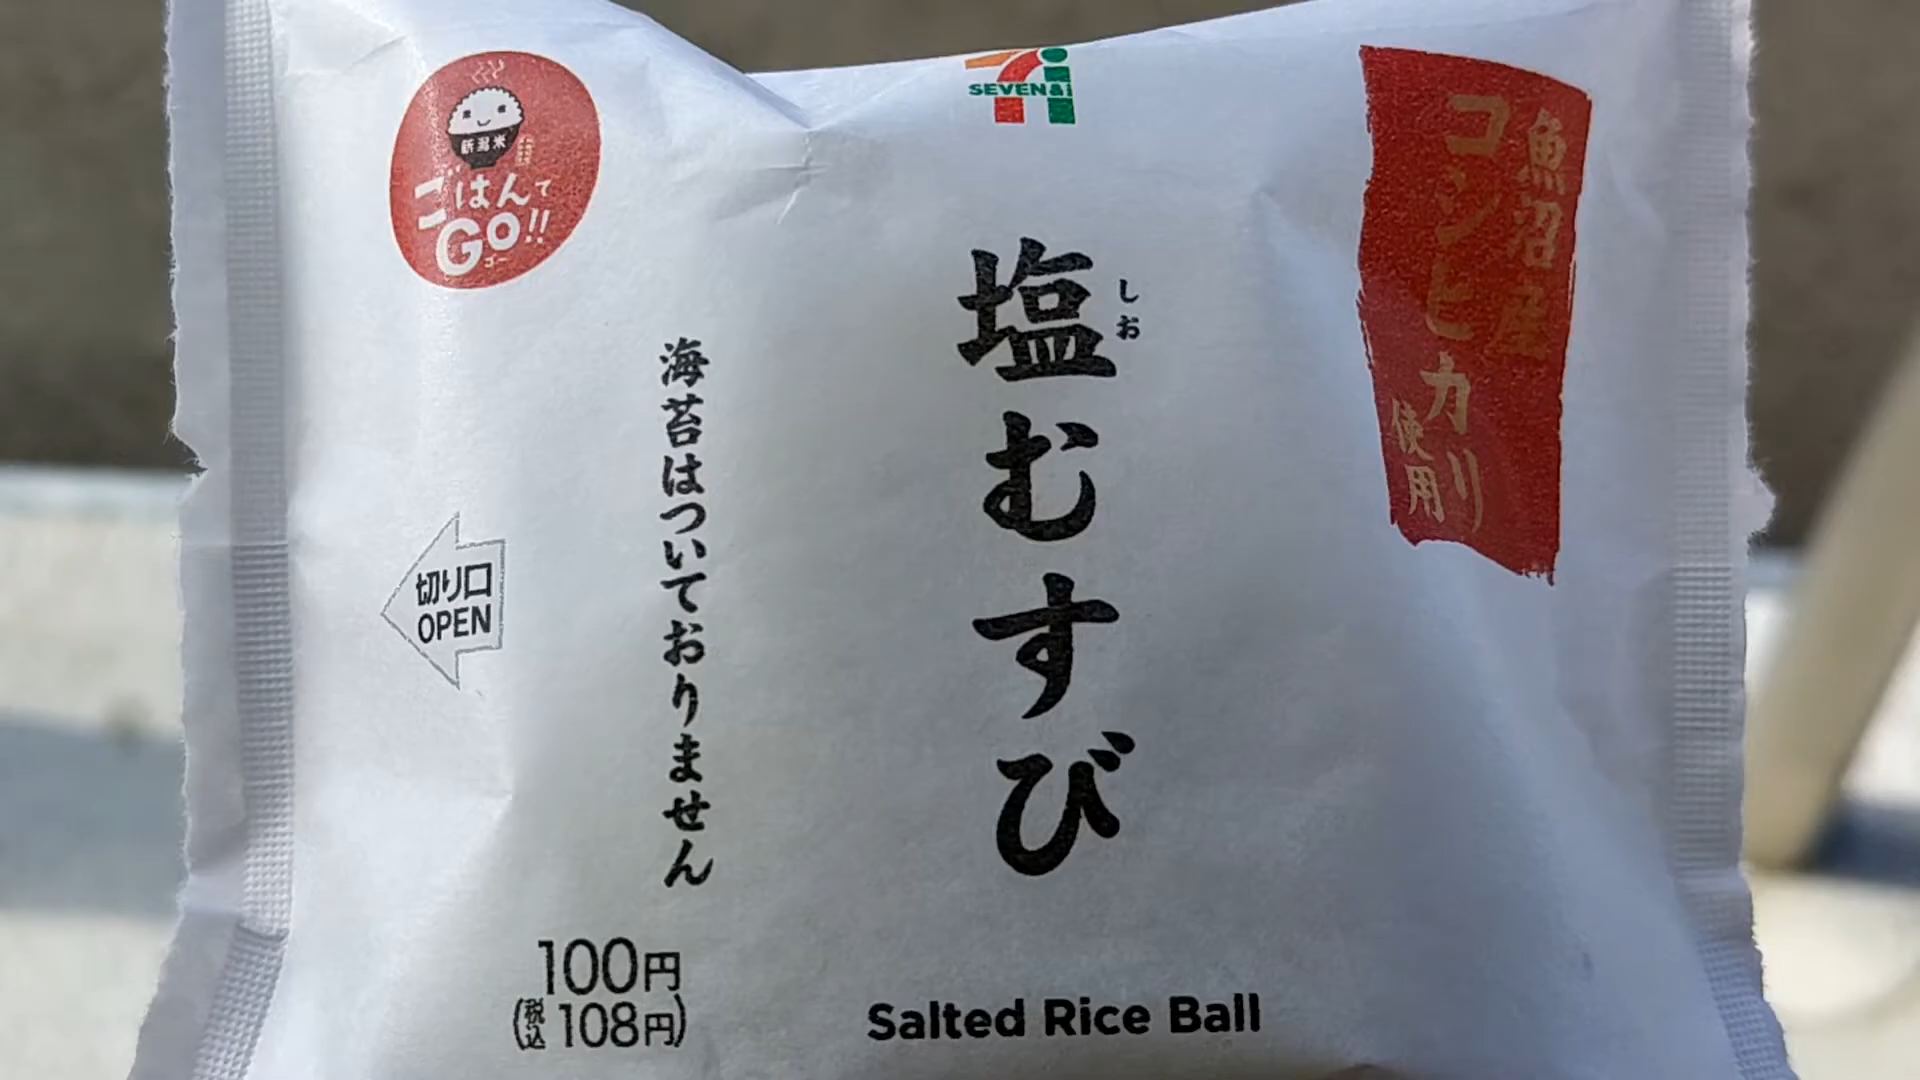 SEVEN&i
魚沼産
コシヒカリ
使用
塩むすび
しお
海苔はついておりません
新潟米
ごはんで
GO!!
ゴー
切り口
OPEN
100円
(税込108円)
Salted Rice Ball